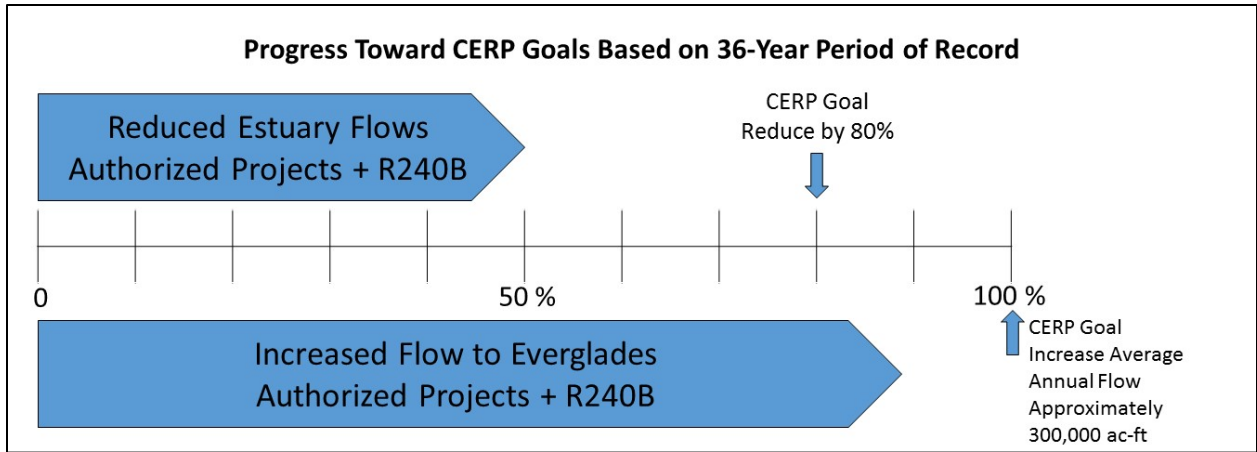 Progress Toward CERP Goals Based on 36-Year Period of Record
Reduced Estuary Flows
Authorized Projects + R240B
CERP Goal
Reduce by 80%
0
50 %
100 %
Increased Flow to Everglades
Authorized Projects + R240B
CERP Goal
Increase Average
Annual Flow
Approximately
300,000 ac-ft